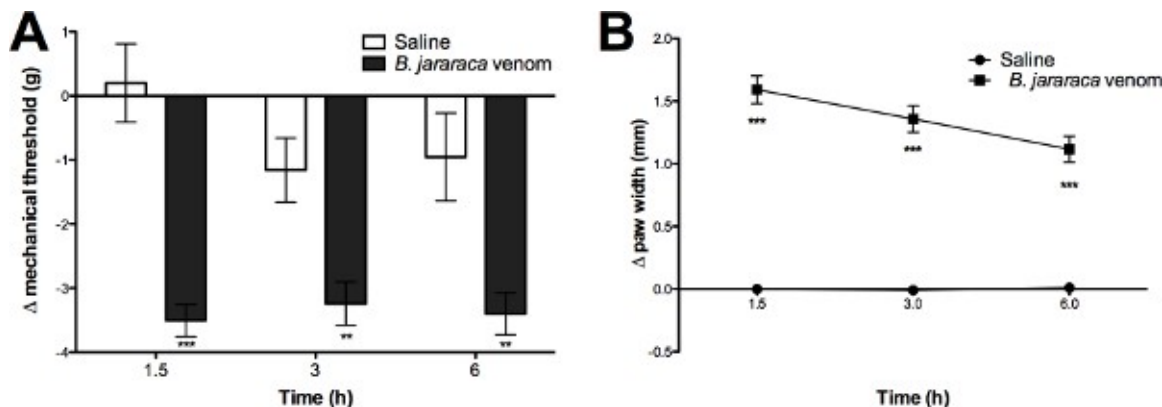 A
Saline
B. jararaca venom
Δ mechanical threshold (g)
1
0
-1
-2
-3
-4
***
**
**
1.5
3
6
Time (h)
B
Saline
B. jararaca venom
Δ paw width (mm)
2.0
1.5
1.0
0.5
0.0
-0.5
***
***
***
1.5
3.0
6.0
Time (h)